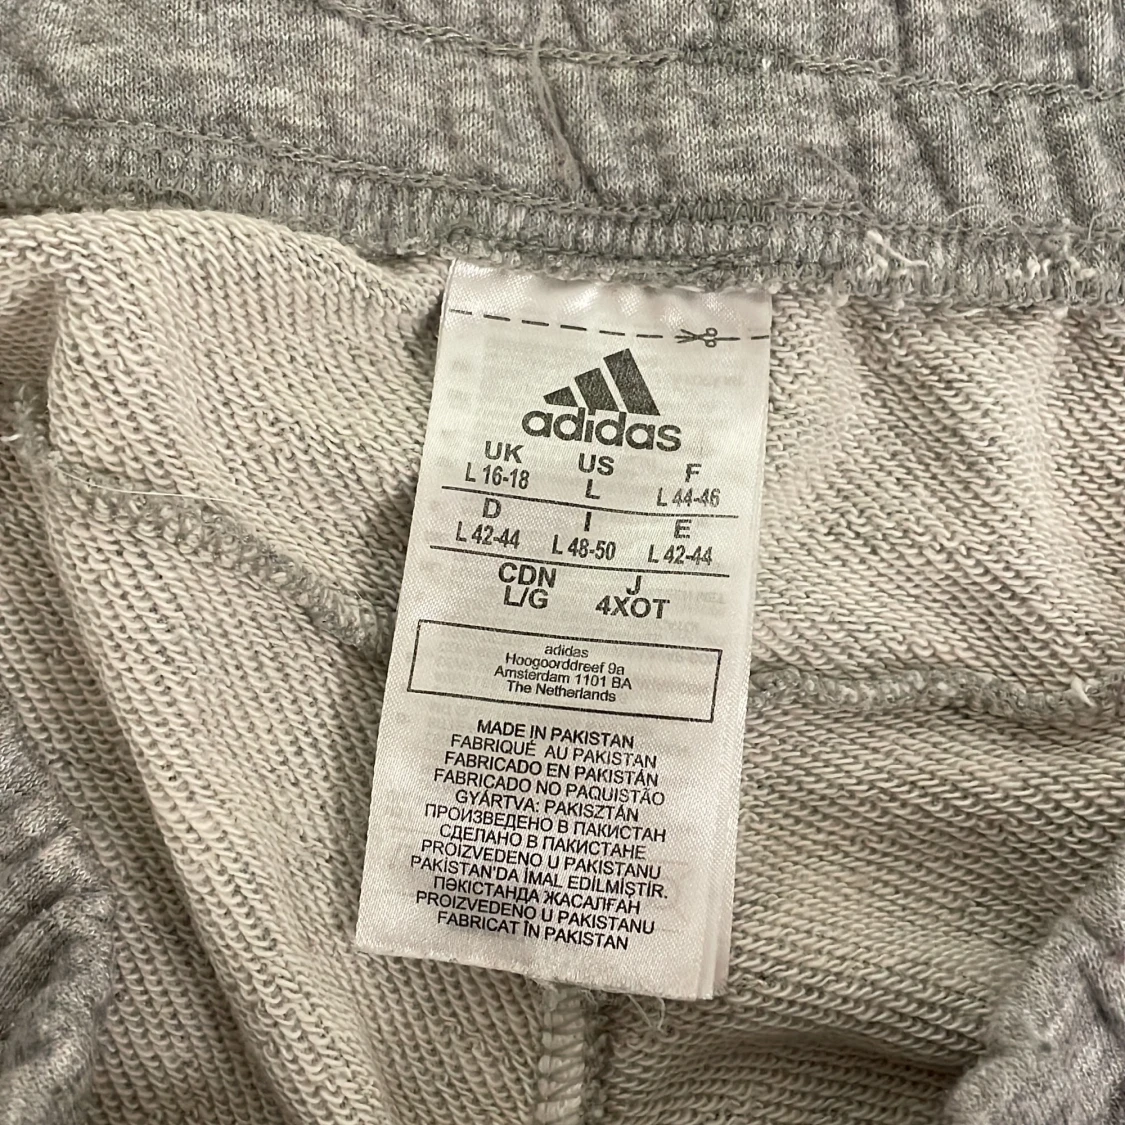 adidas
UK US F
L 16-18 L L 44-46
D I E
L 42-44 L 48-50 L 42-44
CDN J
L/G 4XOT
adidas
Hoogoorddreef 9a
Amsterdam 1101 BA
The Netherlands
MADE IN PAKISTAN
FABRIQUÉ AU PAKISTAN
FABRICADO EN PAKISTÁN
FABRICADO NO PAQUISTÃO
GYÁRTVA: PAKISZTÁN
ПРОИЗВЕДЕНО В ПАКИСТАН
СДЕЛАНО В ПАКИСТАНЕ
PROIZVEDENO U PAKISTANU
PAKİSTAN'DA İMAL EDİLMİŞTİR.
ПӘКІСТАНДА ЖАСАЛҒАН
PROIZVEDENO U PAKISTANU
FABRICAT ÎN PAKISTAN